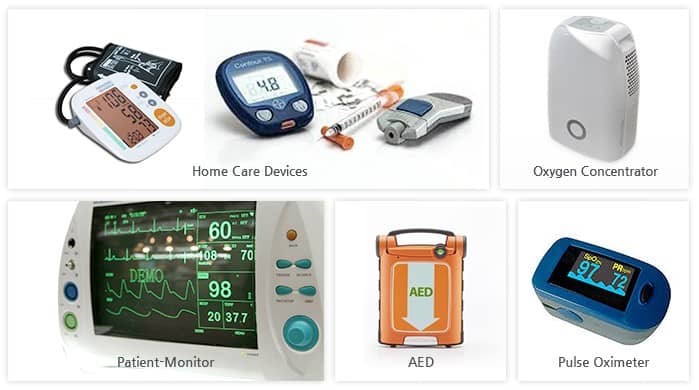 Contour TS
4.8
Home Care Devices
Oxygen Concentrator
60
108
70
DEMO
98
20 37.7
Patient-Monitor
AED
AED
SpO₂
PR
97 72
Pulse Oximeter